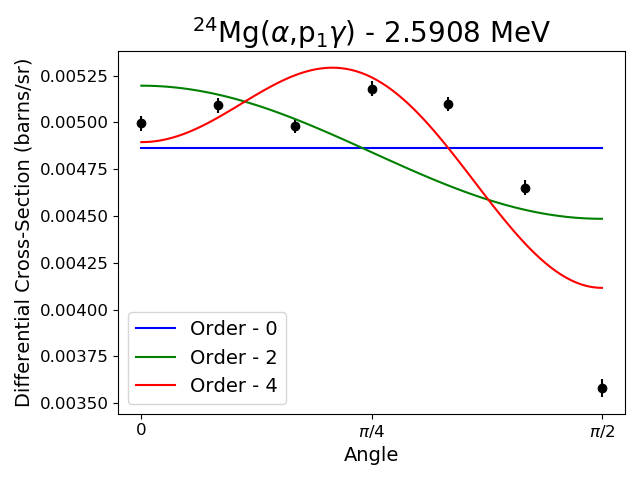 ²⁴Mg(α,p₁γ) - 2.5908 MeV
Differential Cross-Section (barns/sr)
0.00525
0.00500
0.00475
0.00450
0.00425
0.00400
0.00375
0.00350
Order - 0
Order - 2
Order - 4
0
π/4
π/2
Angle